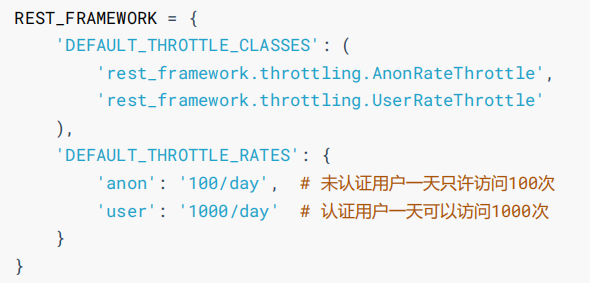 REST_FRAMEWORK = {
    'DEFAULT_THROTTLE_CLASSES': (
        'rest_framework.throttling.AnonRateThrottle',
        'rest_framework.throttling.UserRateThrottle'
    ),
    'DEFAULT_THROTTLE_RATES': {
        'anon': '100/day',  # 未认证用户一天只许访问100次
        'user': '1000/day'  # 认证用户一天可以访问1000次
    }
}